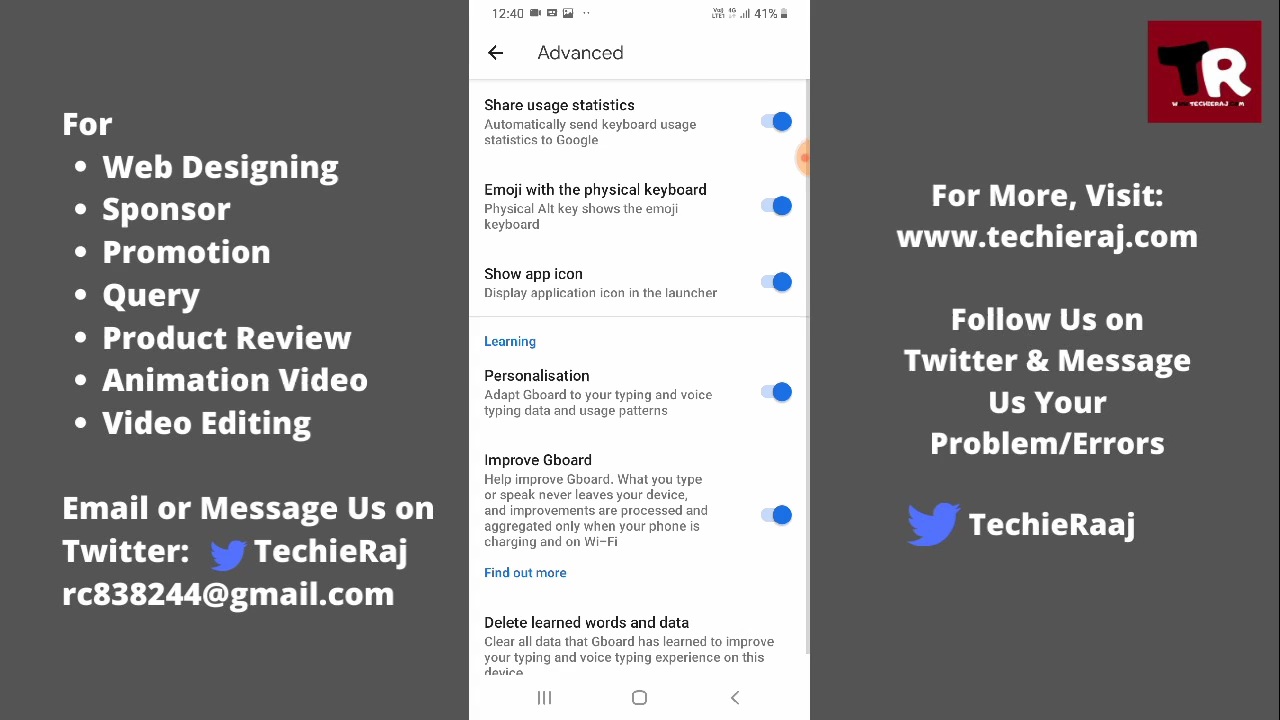 For
• Web Designing
• Sponsor
• Promotion
• Query
• Product Review
• Animation Video
• Video Editing
Email or Message Us on
Twitter: TechieRaj
rc838244@gmail.com
12:40
Vo)) LTE1 4G 41%
Advanced
Share usage statistics
Automatically send keyboard usage
statistics to Google
Emoji with the physical keyboard
Physical Alt key shows the emoji
keyboard
Show app icon
Display application icon in the launcher
Learning
Personalisation
Adapt Gboard to your typing and voice
typing data and usage patterns
Improve Gboard
Help improve Gboard. What you type
or speak never leaves your device,
and improvements are processed and
aggregated only when your phone is
charging and on Wi–Fi
Find out more
Delete learned words and data
Clear all data that Gboard has learned to improve
your typing and voice typing experience on this
device
TR
WWW.TECHIERAJ.COM
For More, Visit:
www.techieraj.com
Follow Us on
Twitter & Message
Us Your
Problem/Errors
TechieRaaj